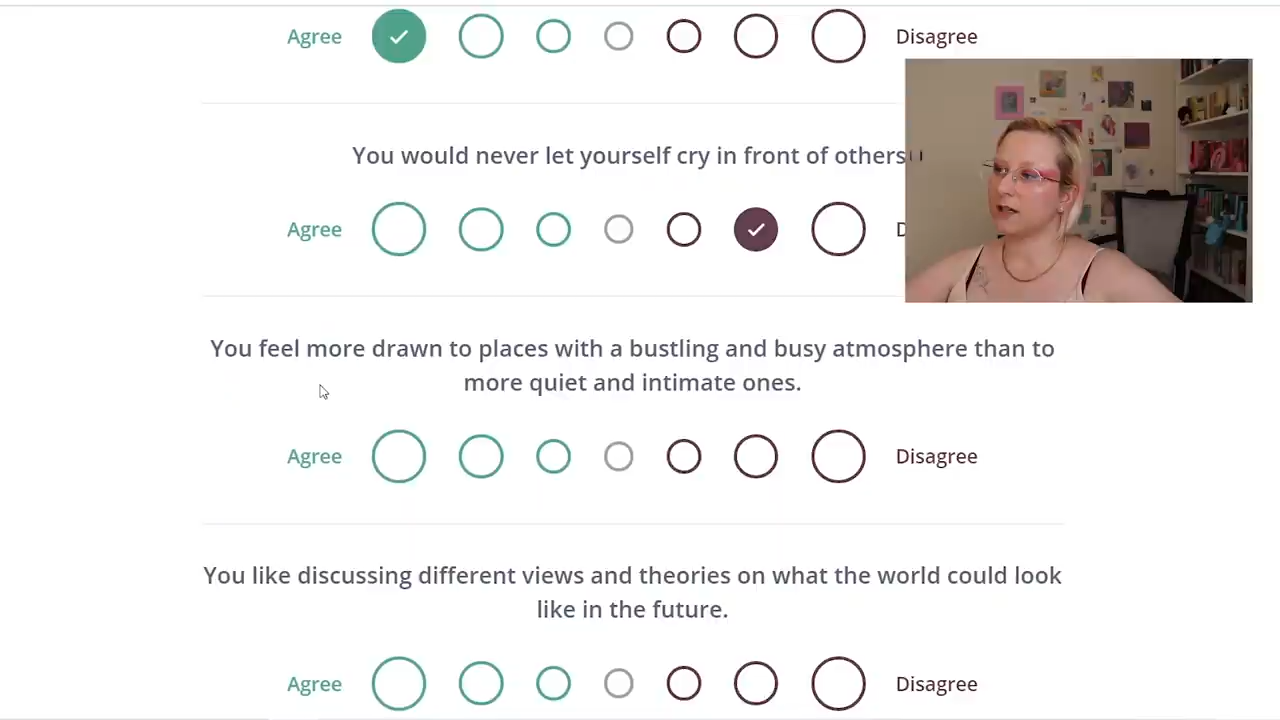 Agree Disagree
You would never let yourself cry in front of others
Agree D
You feel more drawn to places with a bustling and busy atmosphere than to
more quiet and intimate ones.
Agree Disagree
You like discussing different views and theories on what the world could look
like in the future.
Agree Disagree